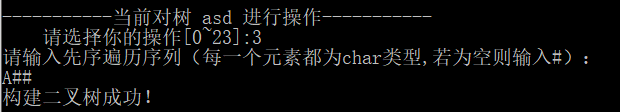 -----------当前对树 asd 进行操作-----------
请选择你的操作[0~23]:3
请输入先序遍历序列（每一个元素都为char类型,若为空则输入#）：
A##
构建二叉树成功！